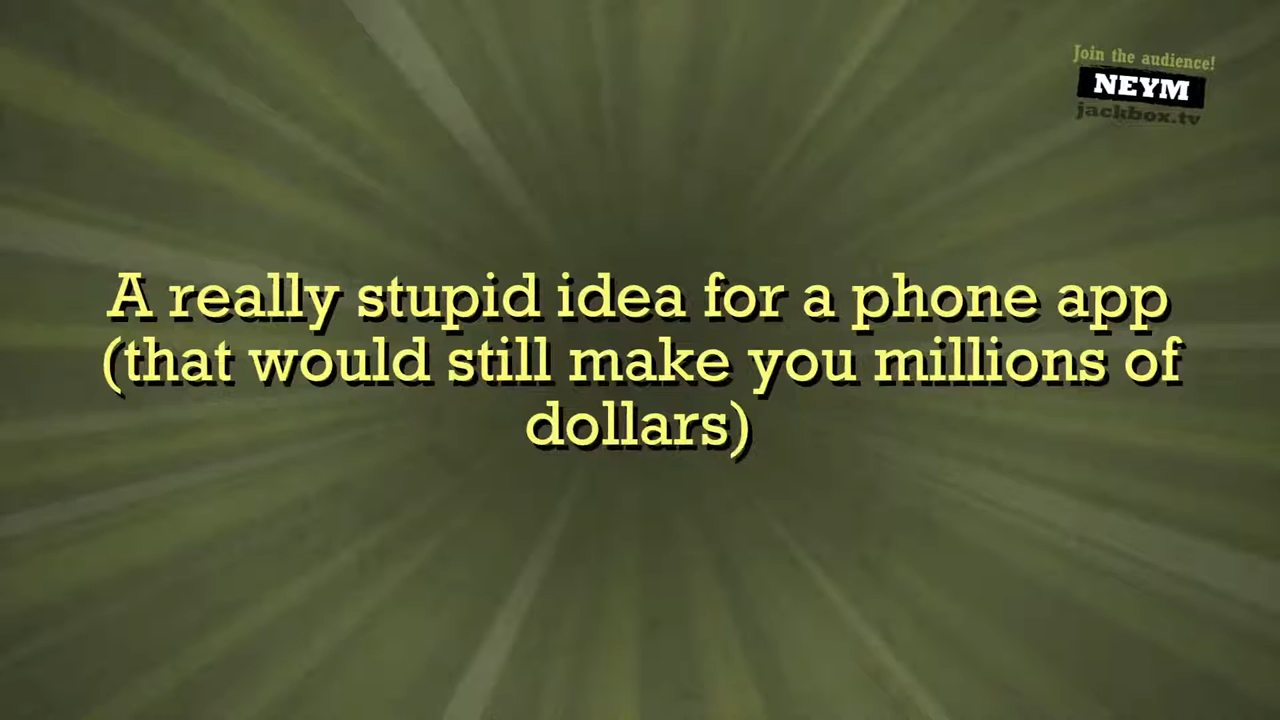 Join the audience!
NEYM
jackbox.tv
A really stupid idea for a phone app
(that would still make you millions of
dollars)